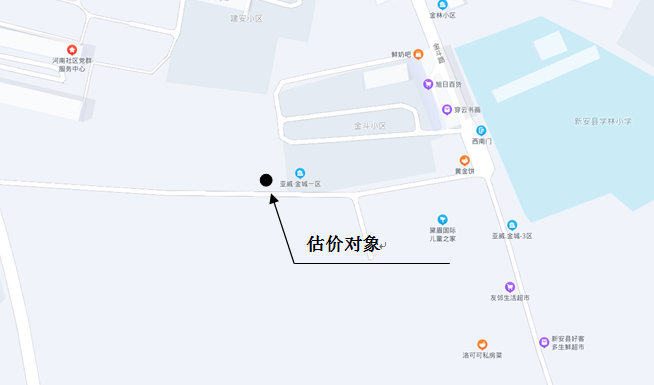 金林小区
建安小区
金斗路
鲜奶吧
河南社区党群
服务中心
旭日百货
穿云书画
新安县学林小学
金斗小区
西南门
黄金饼
亚威·金城一区
黛眉国际
儿童之家
亚威·金城-3区
估价对象
友邻生活超市
新安县好客
多生鲜超市
洛可可私房菜